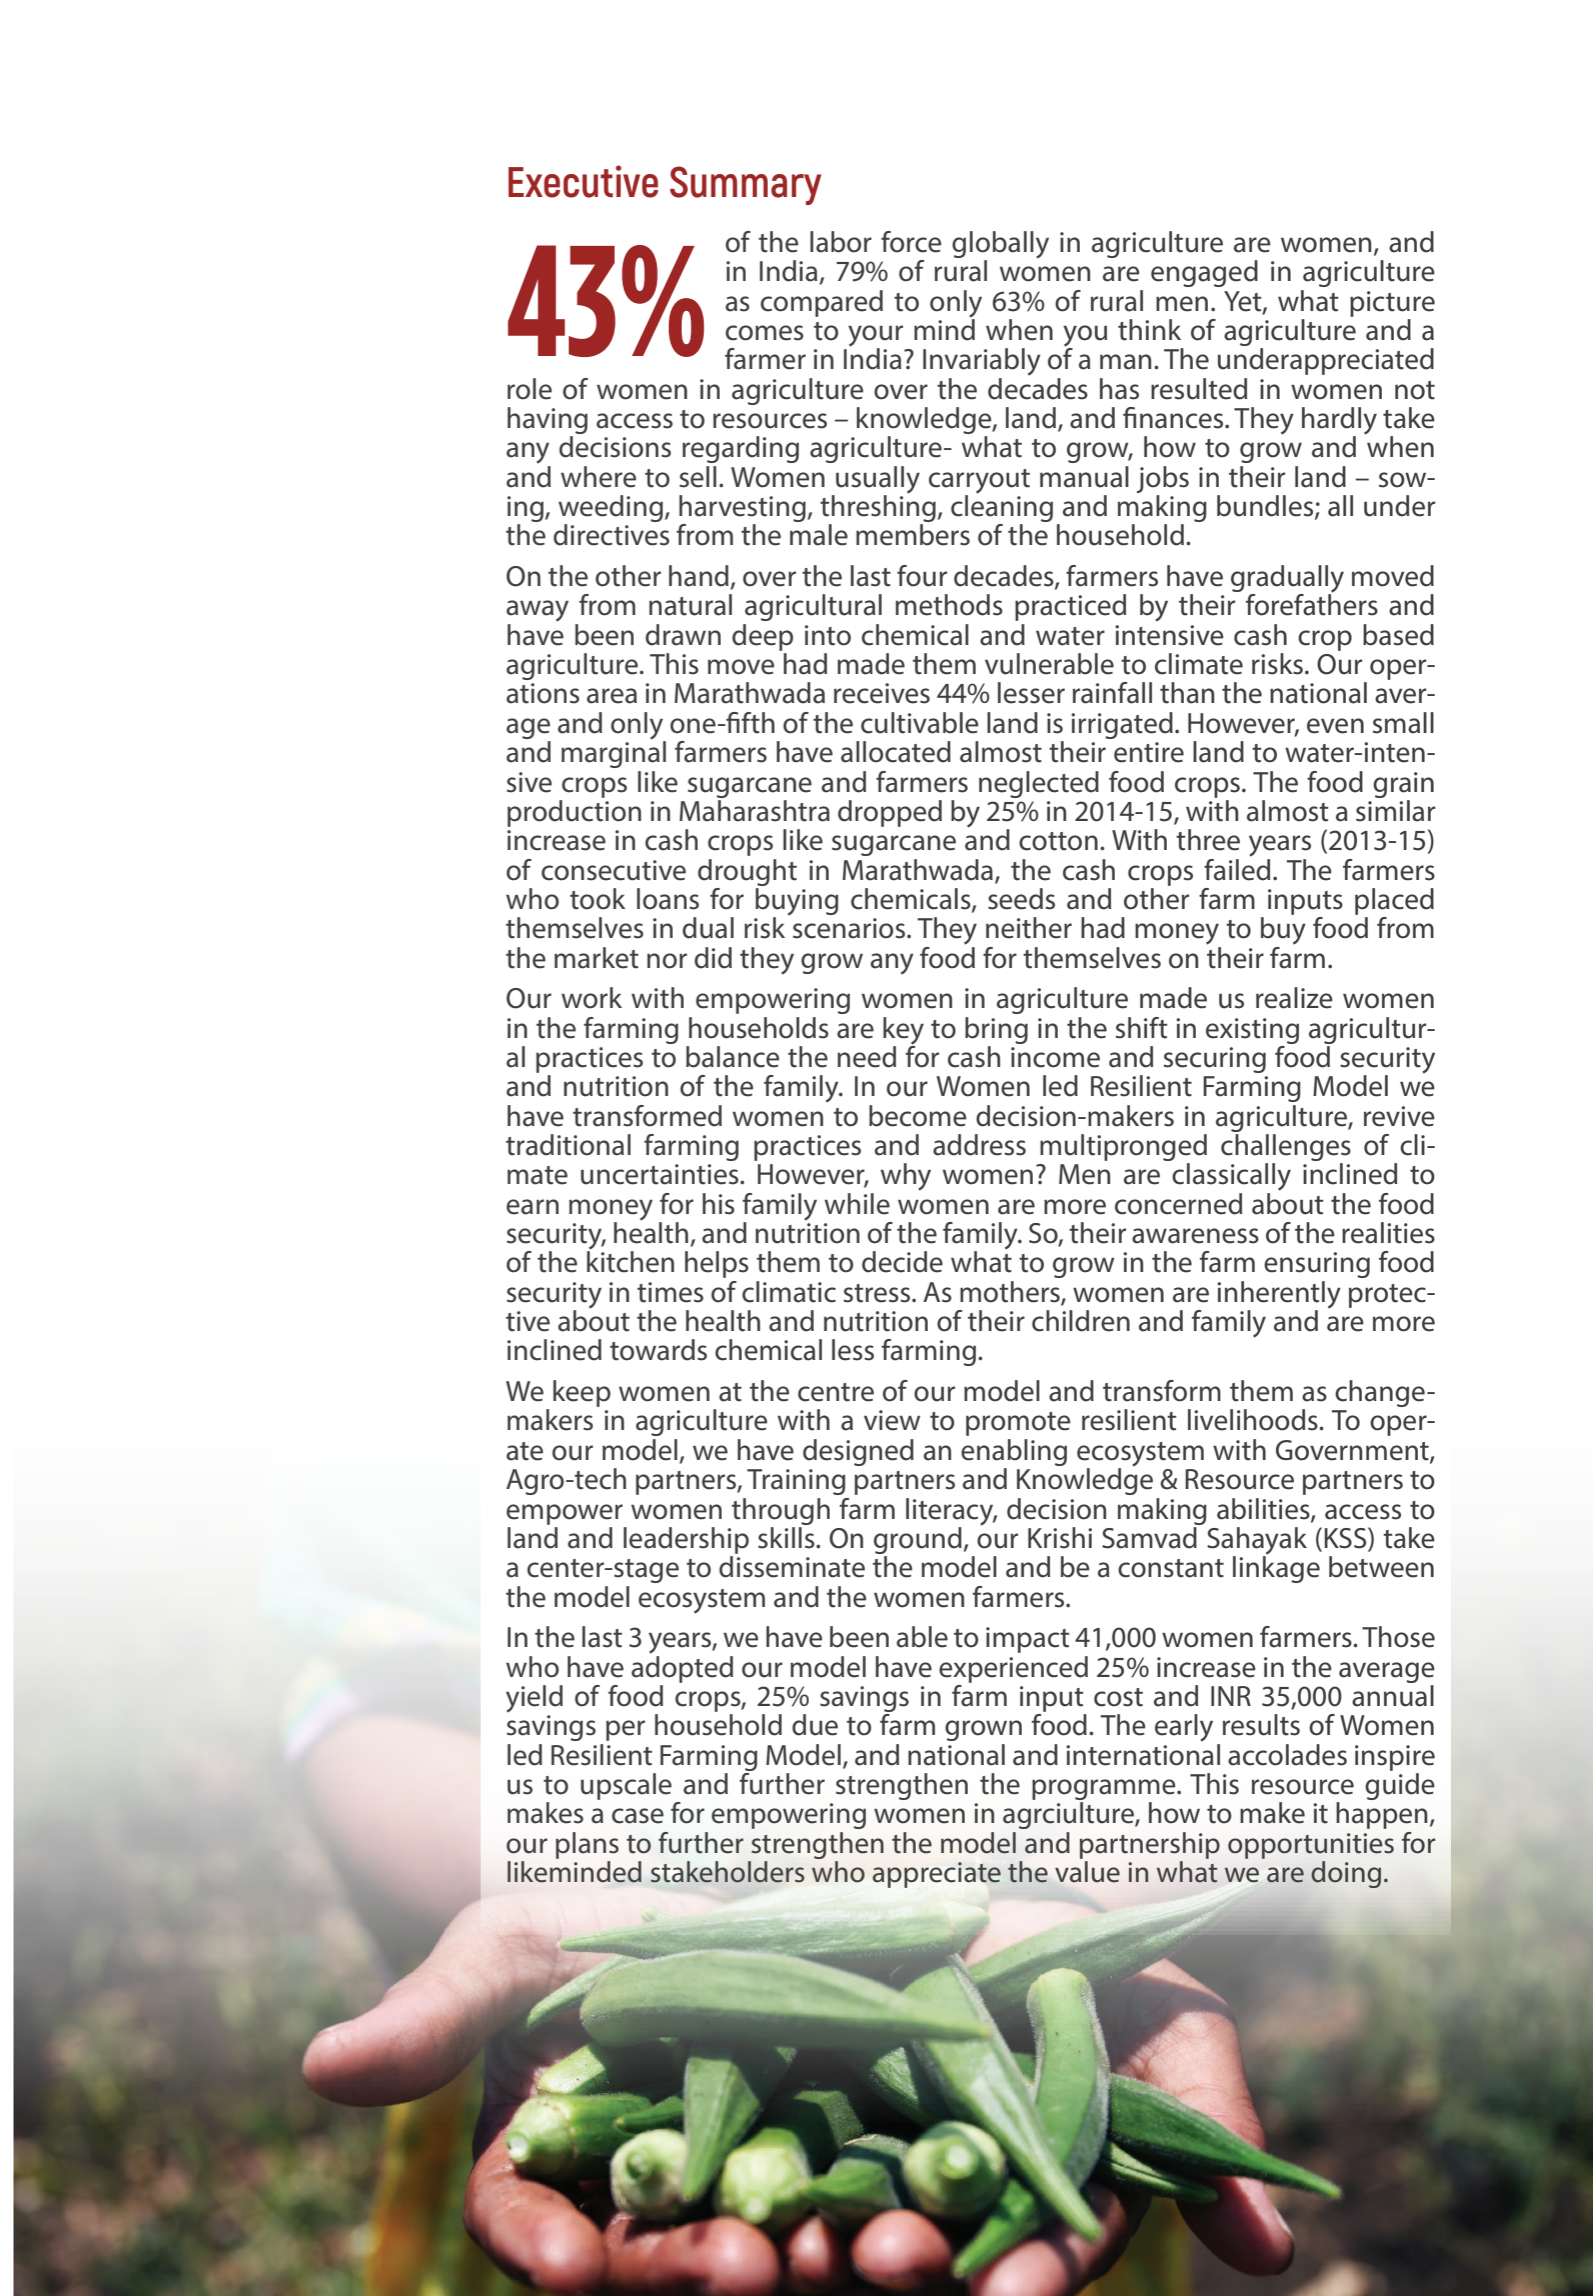 Executive Summary
43%
of the labor force globally in agriculture are women, and
in India, 79% of rural women are engaged in agriculture
as compared to only 63% of rural men. Yet, what picture
comes to your mind when you think of agriculture and a
farmer in India? Invariably of a man. The underappreciated
role of women in agriculture over the decades has resulted in women not
having access to resources – knowledge, land, and finances. They hardly take
any decisions regarding agriculture- what to grow, how to grow and when
and where to sell. Women usually carryout manual jobs in their land – sow-
ing, weeding, harvesting, threshing, cleaning and making bundles; all under
the directives from the male members of the household.
On the other hand, over the last four decades, farmers have gradually moved
away from natural agricultural methods practiced by their forefathers and
have been drawn deep into chemical and water intensive cash crop based
agriculture. This move had made them vulnerable to climate risks. Our oper-
ations area in Marathwada receives 44% lesser rainfall than the national aver-
age and only one-fifth of the cultivable land is irrigated. However, even small
and marginal farmers have allocated almost their entire land to water-inten-
sive crops like sugarcane and farmers neglected food crops. The food grain
production in Maharashtra dropped by 25% in 2014-15, with almost a similar
increase in cash crops like sugarcane and cotton. With three years (2013-15)
of consecutive drought in Marathwada, the cash crops failed. The farmers
who took loans for buying chemicals, seeds and other farm inputs placed
themselves in dual risk scenarios. They neither had money to buy food from
the market nor did they grow any food for themselves on their farm.
Our work with empowering women in agriculture made us realize women
in the farming households are key to bring in the shift in existing agricultur-
al practices to balance the need for cash income and securing food security
and nutrition of the family. In our Women led Resilient Farming Model we
have transformed women to become decision-makers in agriculture, revive
traditional farming practices and address multipronged challenges of cli-
mate uncertainties. However, why women? Men are classically inclined to
earn money for his family while women are more concerned about the food
security, health, and nutrition of the family. So, their awareness of the realities
of the kitchen helps them to decide what to grow in the farm ensuring food
security in times of climatic stress. As mothers, women are inherently protec-
tive about the health and nutrition of their children and family and are more
inclined towards chemical less farming.
We keep women at the centre of our model and transform them as change-
makers in agriculture with a view to promote resilient livelihoods. To oper-
ate our model, we have designed an enabling ecosystem with Government,
Agro-tech partners, Training partners and Knowledge & Resource partners to
empower women through farm literacy, decision making abilities, access to
land and leadership skills. On ground, our Krishi Samvad Sahayak (KSS) take
a center-stage to disseminate the model and be a constant linkage between
the model ecosystem and the women farmers.
In the last 3 years, we have been able to impact 41,000 women farmers. Those
who have adopted our model have experienced 25% increase in the average
yield of food crops, 25% savings in farm input cost and INR 35,000 annual
savings per household due to farm grown food. The early results of Women
led Resilient Farming Model, and national and international accolades inspire
us to upscale and further strengthen the programme. This resource guide
makes a case for empowering women in agrciulture, how to make it happen,
our plans to further strengthen the model and partnership opportunities for
likeminded stakeholders who appreciate the value in what we are doing.